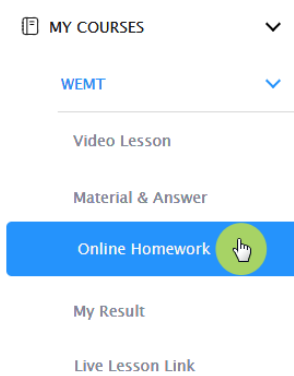 MY COURSES
WEMT
Video Lesson
Material & Answer
Online Homework
My Result
Live Lesson Link